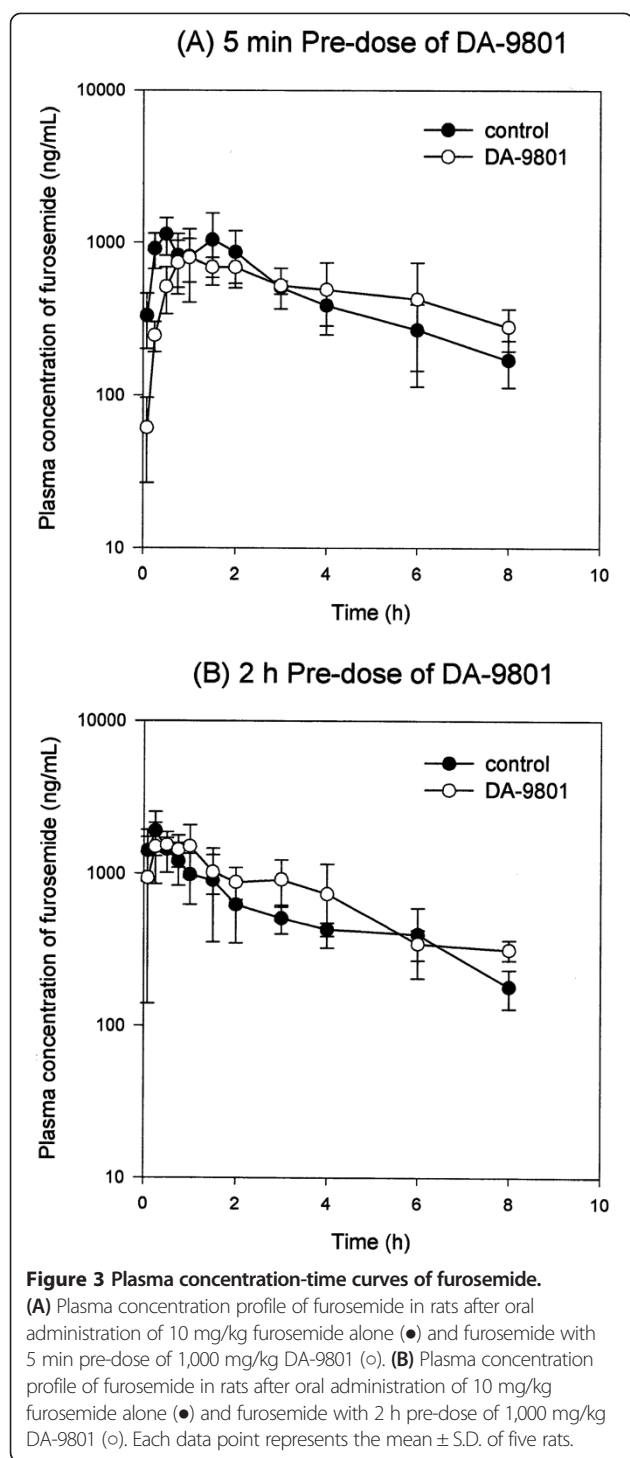 (A) 5 min Pre-dose of DA-9801
10000
1000
100
10
Plasma concentration of furosemide (ng/mL)
control
DA-9801
0 2 4 6 8 10
Time (h)
(B) 2 h Pre-dose of DA-9801
10000
1000
100
10
Plasma concentration of furosemide (ng/mL)
control
DA-9801
0 2 4 6 8 10
Time (h)
Figure 3 Plasma concentration-time curves of furosemide.
(A) Plasma concentration profile of furosemide in rats after oral
administration of 10 mg/kg furosemide alone (●) and furosemide with
5 min pre-dose of 1,000 mg/kg DA-9801 (○). (B) Plasma concentration
profile of furosemide in rats after oral administration of 10 mg/kg
furosemide alone (●) and furosemide with 2 h pre-dose of 1,000 mg/kg
DA-9801 (○). Each data point represents the mean ± S.D. of five rats.